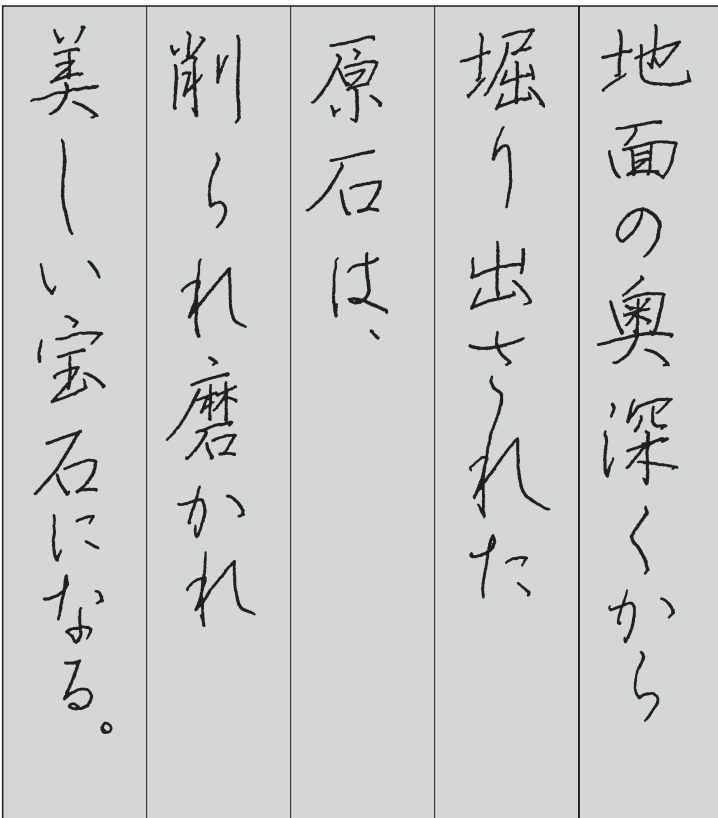 地面の奥深くから
堀り出された
原石は、
削られ磨かれ
美しい宝石になる。